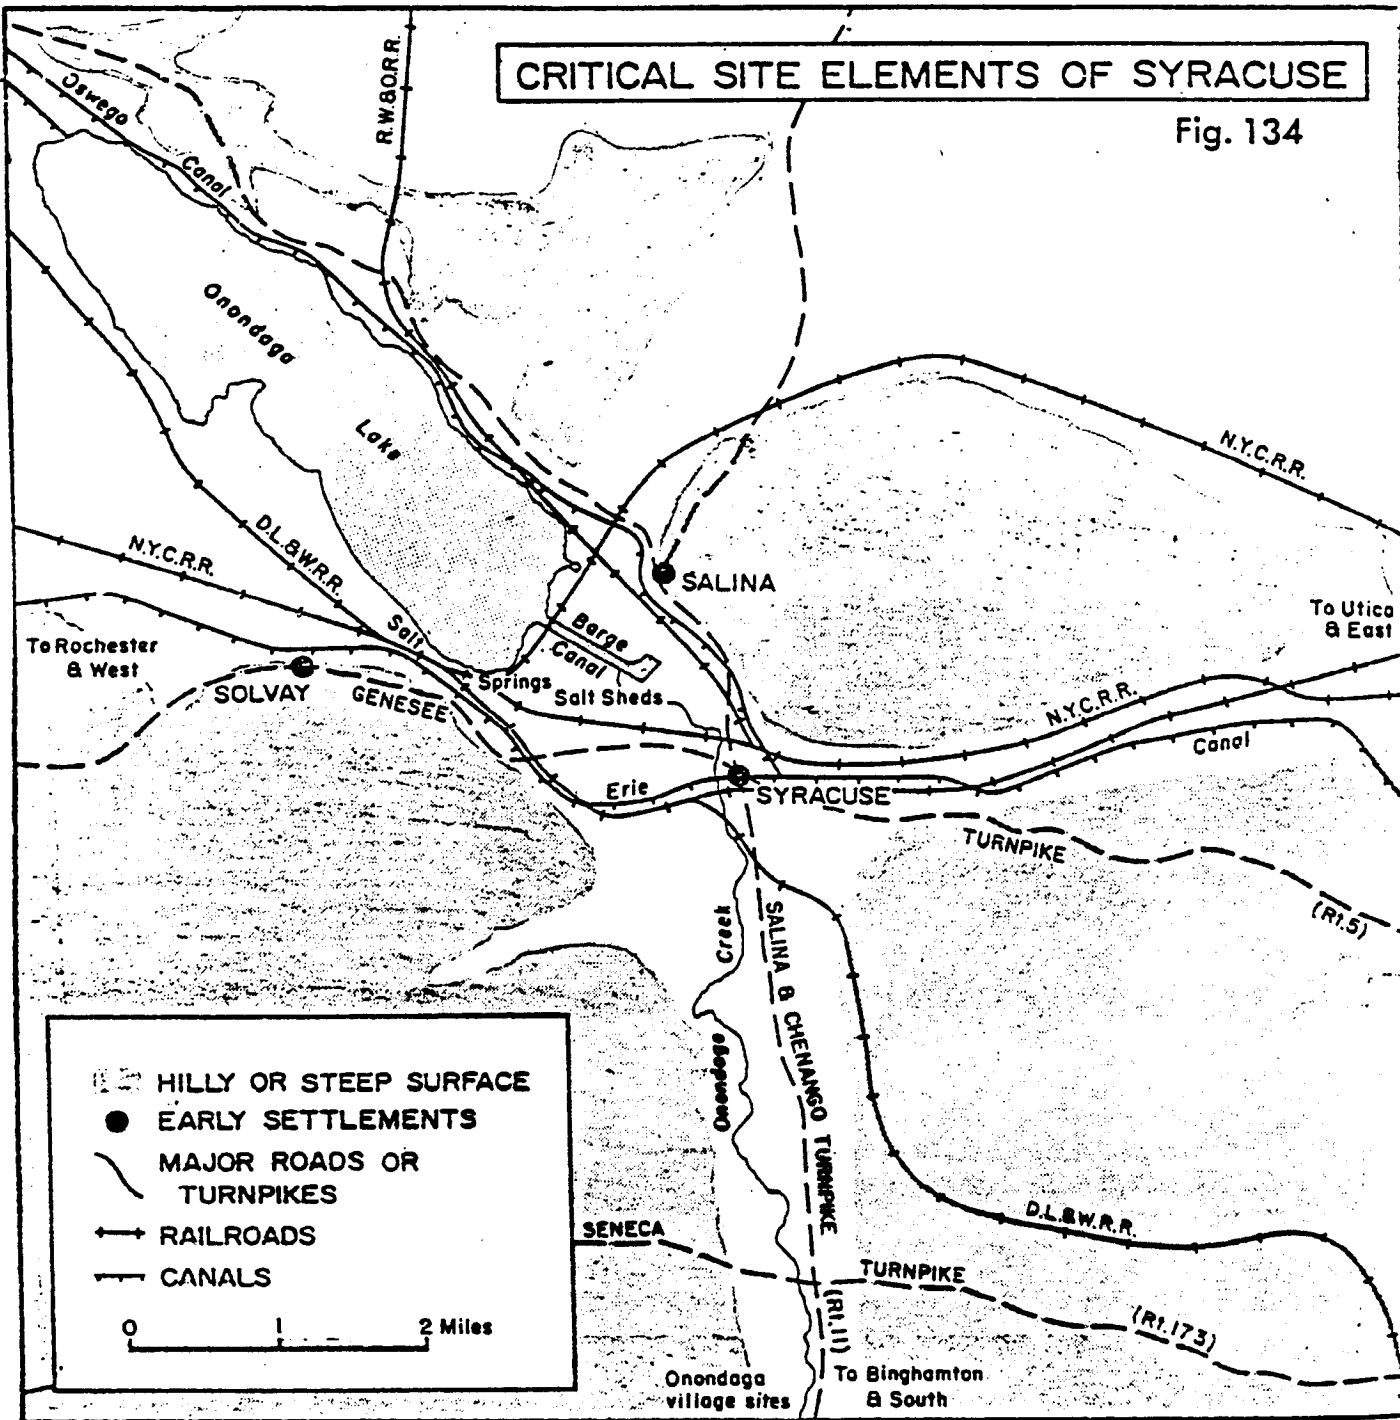 CRITICAL SITE ELEMENTS OF SYRACUSE
Fig. 134
Oswego
Canal
R.W.&O.R.R.
Onondaga
Lake
N.Y.C.R.R.
D.L.&W.R.R.
N.Y.C.R.R.
SALINA
To Utica
& East
To Rochester
& West
Salt
Springs
Barge
Canal
Salt Sheds
SOLVAY
GENESEE
N.Y.C.R.R.
Canal
Erie
SYRACUSE
TURNPIKE
(Rt.5)
Creek
Onondaga
SALINA & CHENANGO TURNPIKE
HILLY OR STEEP SURFACE
EARLY SETTLEMENTS
MAJOR ROADS OR
TURNPIKES
RAILROADS
CANALS
0 1 2 Miles
SENECA
TURNPIKE
D.L.&W.R.R.
(Rt.173)
(Rt.11)
Onondaga
village sites
To Binghamton
& South